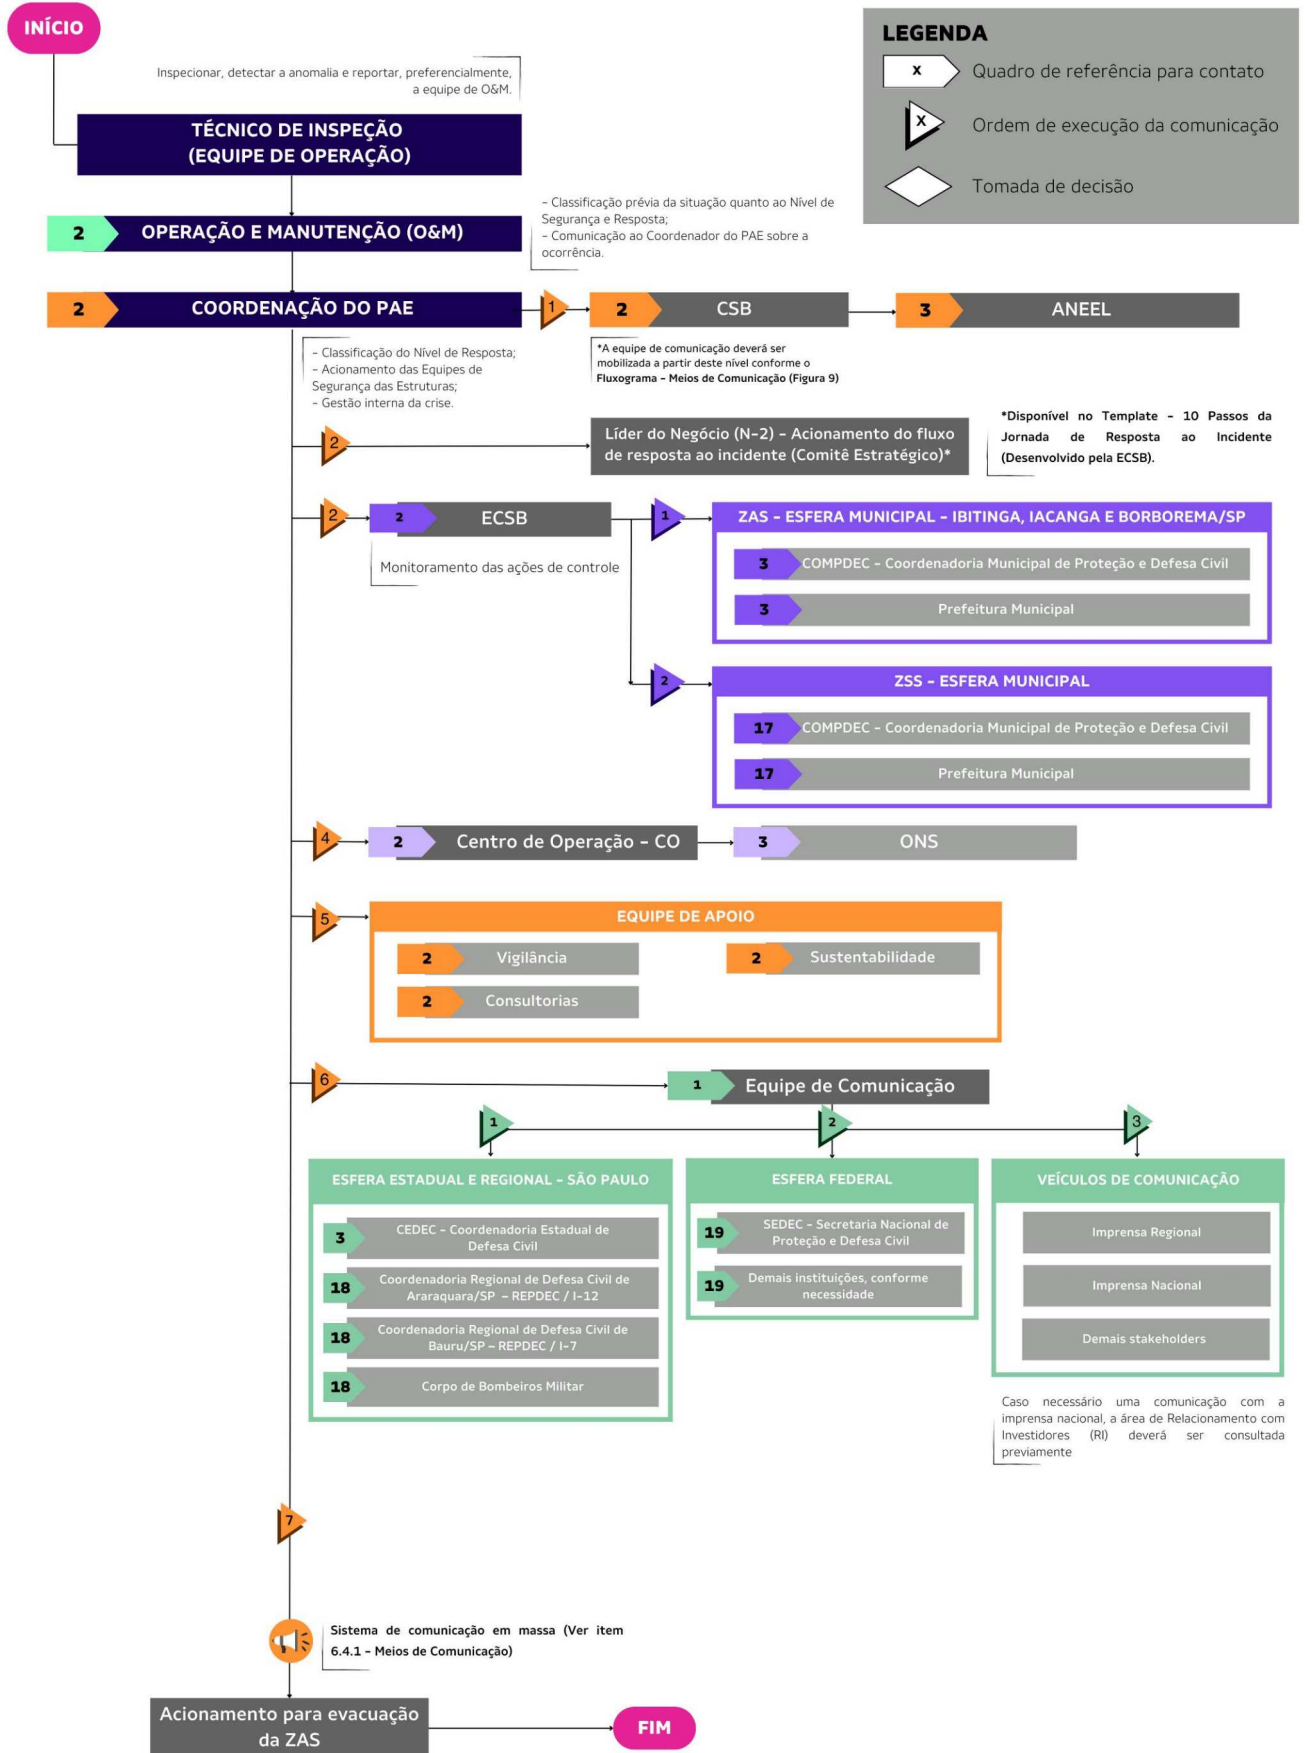 INÍCIO
LEGENDA
X
Quadro de referência para contato
X
Ordem de execução da comunicação
Tomada de decisão
Inspecionar, detectar a anomalia e reportar, preferencialmente,
a equipe de O&M.
TÉCNICO DE INSPEÇÃO
(EQUIPE DE OPERAÇÃO)
2
OPERAÇÃO E MANUTENÇÃO (O&M)
- Classificação prévia da situação quanto ao Nível de
Segurança e Resposta;
- Comunicação ao Coordenador do PAE sobre a
ocorrência.
2
COORDENAÇÃO DO PAE
1
2
CSB
3
ANEEL
- Classificação do Nível de Resposta;
- Acionamento das Equipes de
Segurança das Estruturas;
- Gestão interna da crise.
*A equipe de comunicação deverá ser
mobilizada a partir deste nível conforme o
Fluxograma - Meios de Comunicação (Figura 9)
2
Líder do Negócio (N-2) - Acionamento do fluxo
de resposta ao incidente (Comitê Estratégico)*
*Disponível no Template - 10 Passos da
Jornada de Resposta ao Incidente
(Desenvolvido pela ECSB).
2
2
ECSB
Monitoramento das ações de controle
1
ZAS - ESFERA MUNICIPAL - IBITINGA, IACANGA E BORBOREMA/SP
3
COMPDEC - Coordenadoria Municipal de Proteção e Defesa Civil
3
Prefeitura Municipal
2
ZSS - ESFERA MUNICIPAL
17
COMPDEC - Coordenadoria Municipal de Proteção e Defesa Civil
17
Prefeitura Municipal
4
2
Centro de Operação - CO
3
ONS
5
EQUIPE DE APOIO
2
Vigilância
2
Sustentabilidade
2
Consultorias
6
1
Equipe de Comunicação
1
2
3
ESFERA ESTADUAL E REGIONAL - SÃO PAULO
3
CEDEC - Coordenadoria Estadual de
Defesa Civil
18
Coordenadoria Regional de Defesa Civil de
Araraquara/SP – REPDEC / I-12
18
Coordenadoria Regional de Defesa Civil de
Bauru/SP – REPDEC / I-7
18
Corpo de Bombeiros Militar
ESFERA FEDERAL
19
SEDEC - Secretaria Nacional de
Proteção e Defesa Civil
19
Demais instituições, conforme
necessidade
VEÍCULOS DE COMUNICAÇÃO
Imprensa Regional
Imprensa Nacional
Demais stakeholders
Caso necessário uma comunicação com a
imprensa nacional, a área de Relacionamento com
Investidores (RI) deverá ser consultada
previamente
7
Sistema de comunicação em massa (Ver item
6.4.1 - Meios de Comunicação)
Acionamento para evacuação
da ZAS
FIM